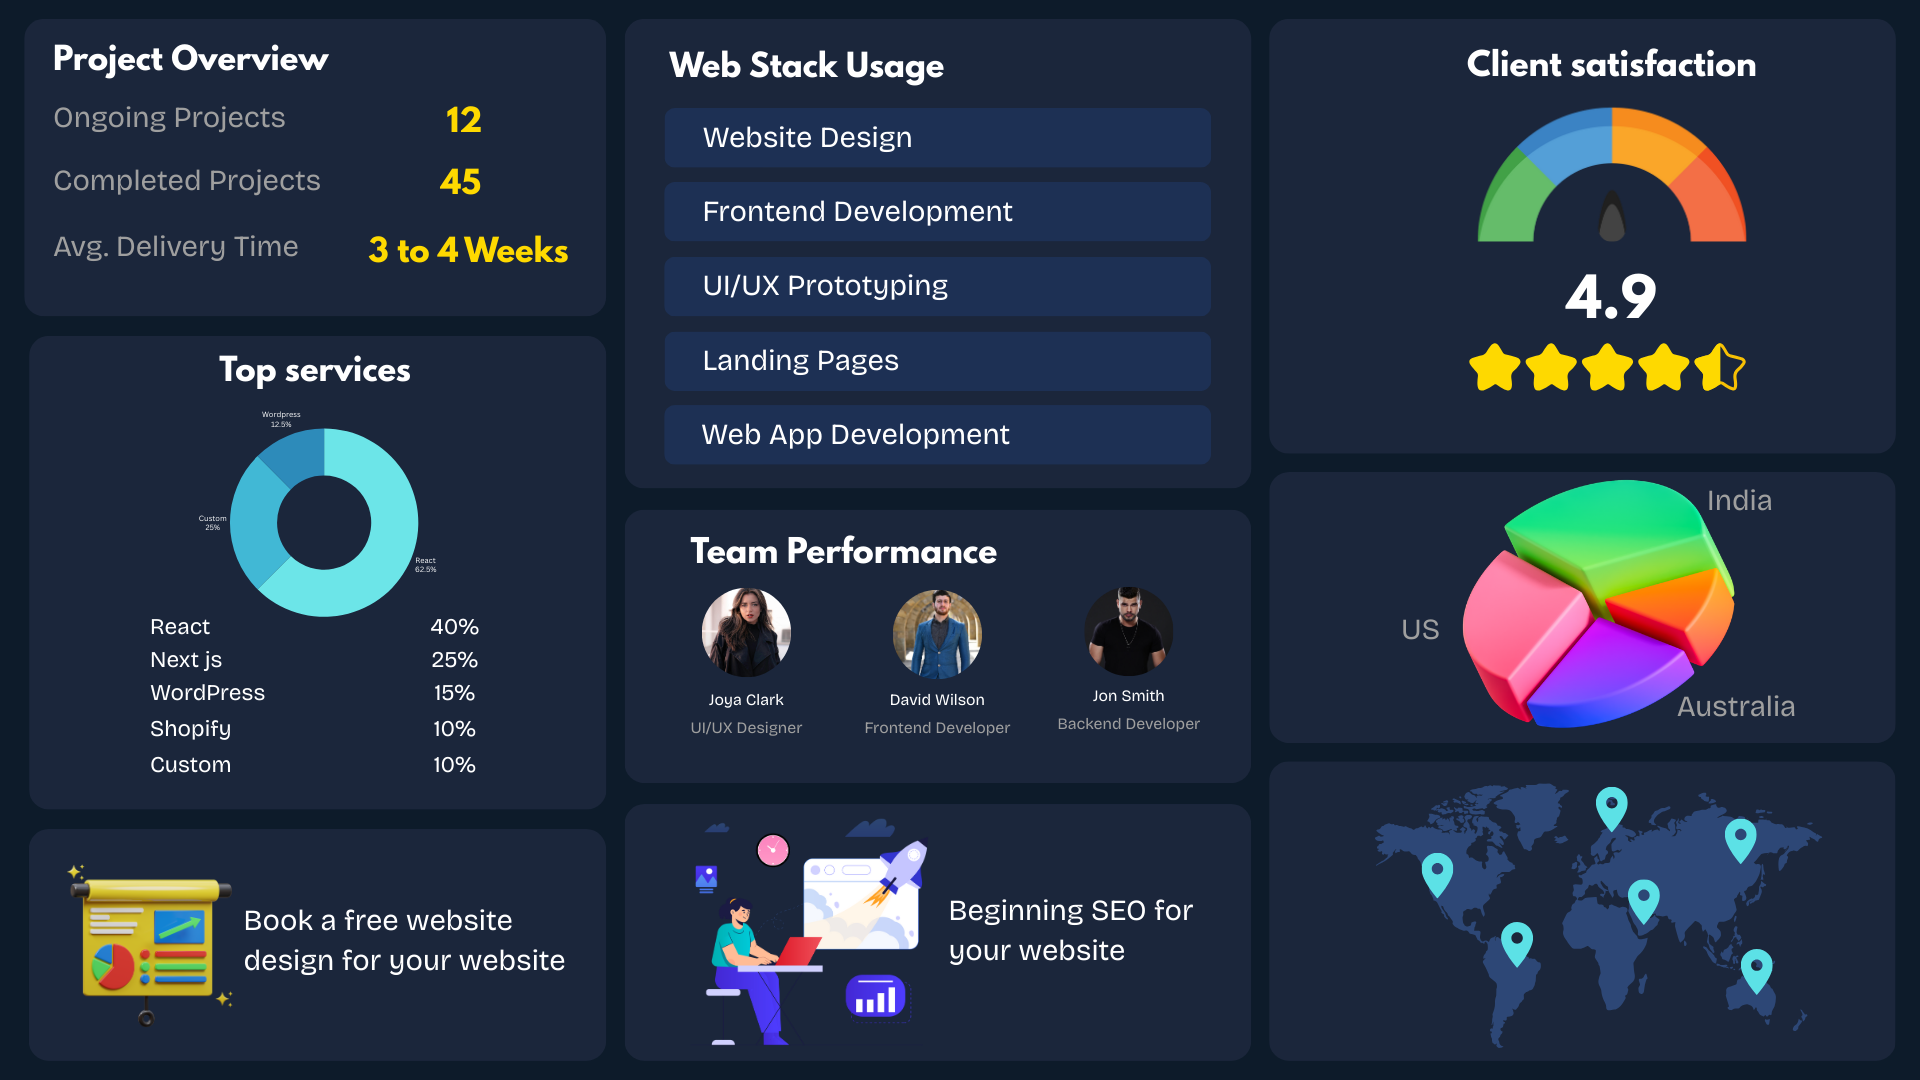 Project Overview
Ongoing Projects 12
Completed Projects 45
Avg. Delivery Time 3 to 4 Weeks
Top services
Wordpress
12.5%
Custom
25%
React
62.5%
React 40%
Next js 25%
WordPress 15%
Shopify 10%
Custom 10%
Book a free website
design for your website
Web Stack Usage
Website Design
Frontend Development
UI/UX Prototyping
Landing Pages
Web App Development
Team Performance
Joya Clark
UI/UX Designer
David Wilson
Frontend Developer
Jon Smith
Backend Developer
Beginning SEO for
your website
Client satisfaction
4.9
India
US
Australia